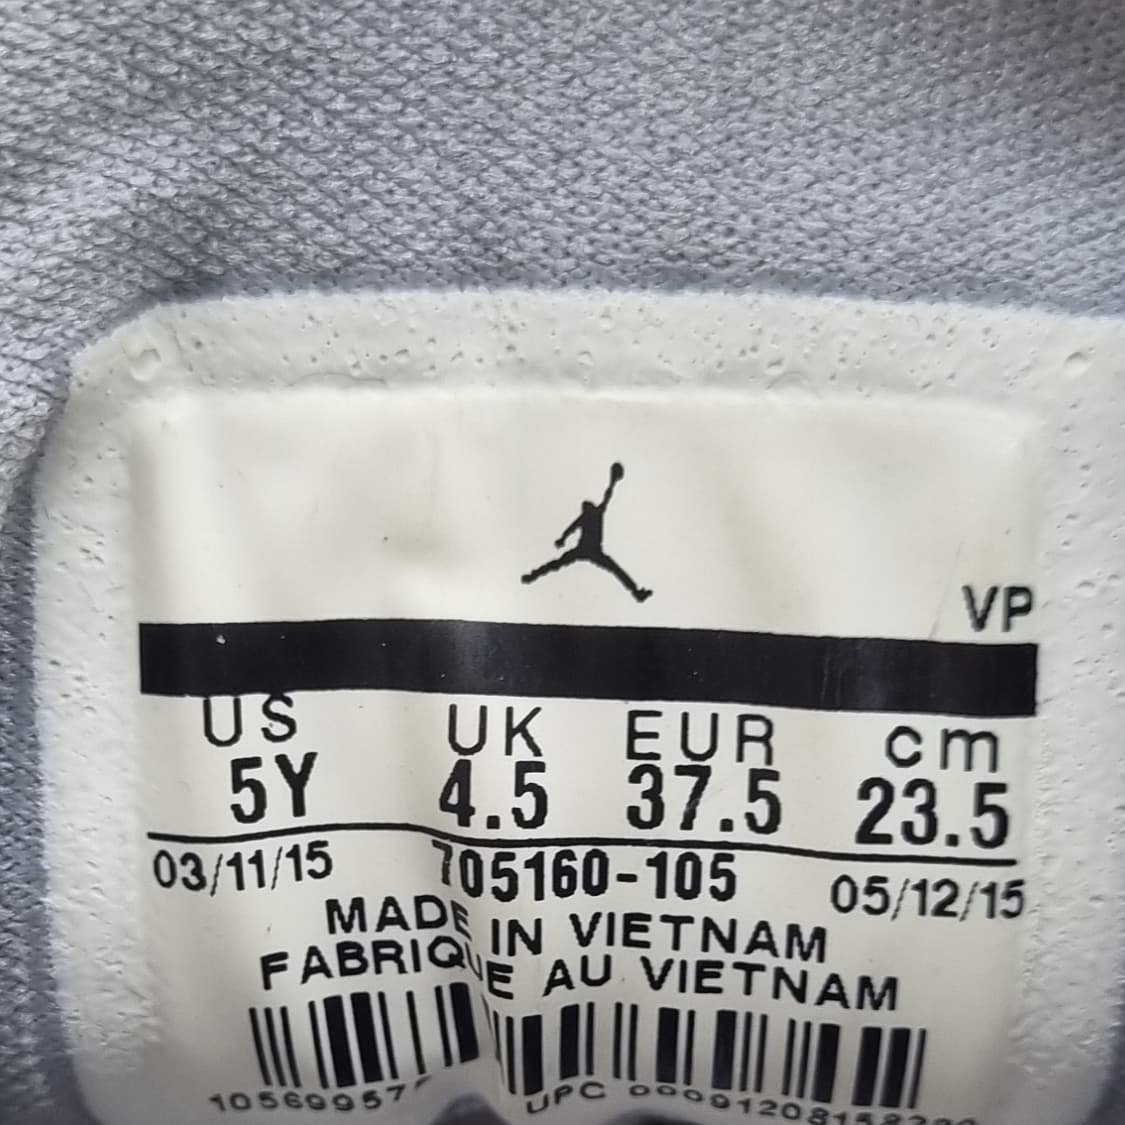 VP
US UK EUR cm
5Y 4.5 37.5 23.5
03/11/15 705160-105 05/12/15
MADE IN VIETNAM
FABRIQUE AU VIETNAM
UPC